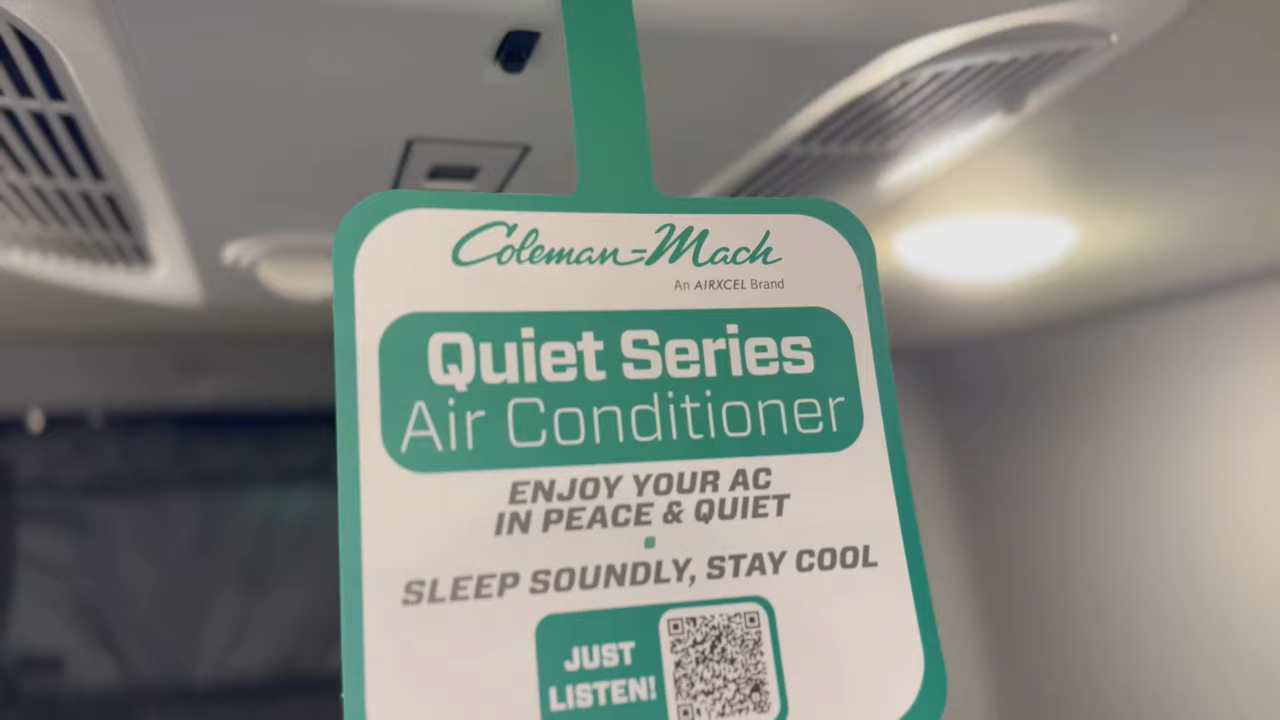 Coleman-Mach
An AIRXCEL Brand
Quiet Series
Air Conditioner
ENJOY YOUR AC
IN PEACE & QUIET
SLEEP SOUNDLY, STAY COOL
JUST
LISTEN!